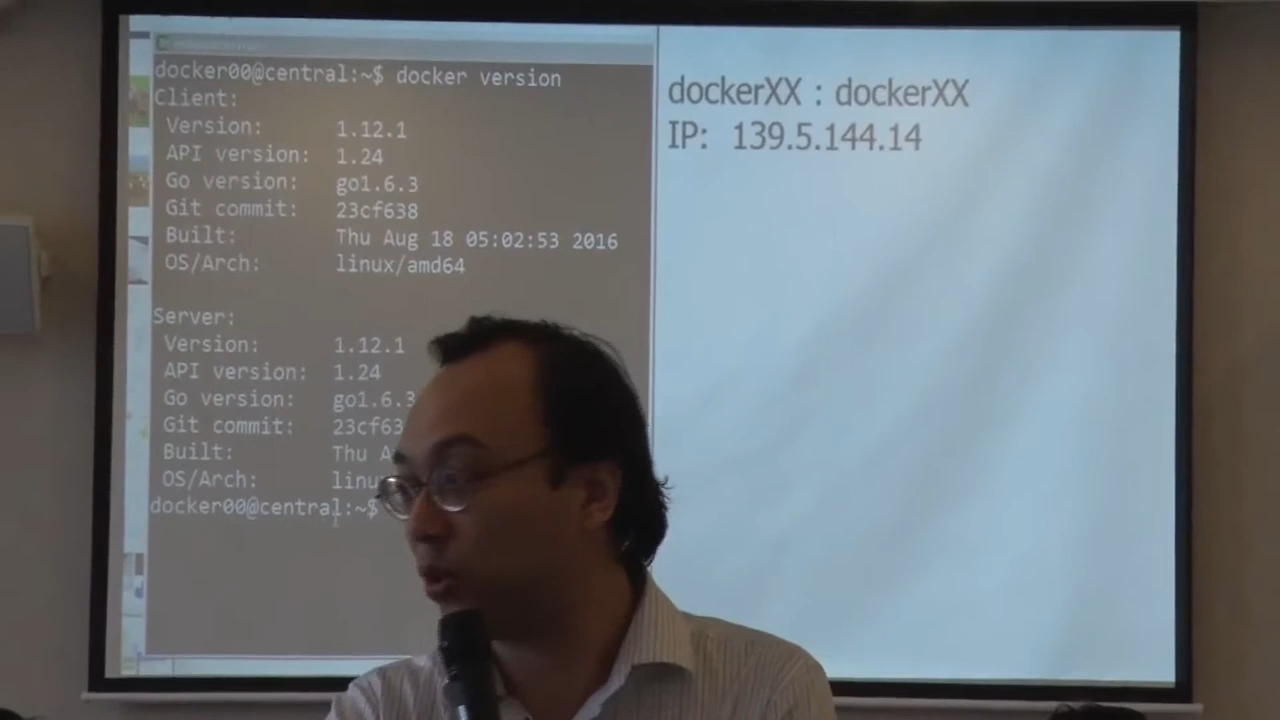 docker00@central:~$ docker version
Client:
Version: 1.12.1
API version: 1.24
Go version: go1.6.3
Git commit: 23cf638
Built: Thu Aug 18 05:02:53 2016
OS/Arch: linux/amd64
Server:
Version: 1.12.1
API version: 1.24
Go version: go1.6.3
Git commit: 23cf63
Built: Thu A
OS/Arch: linu
docker00@central:~$
dockerXX : dockerXX
IP: 139.5.144.14